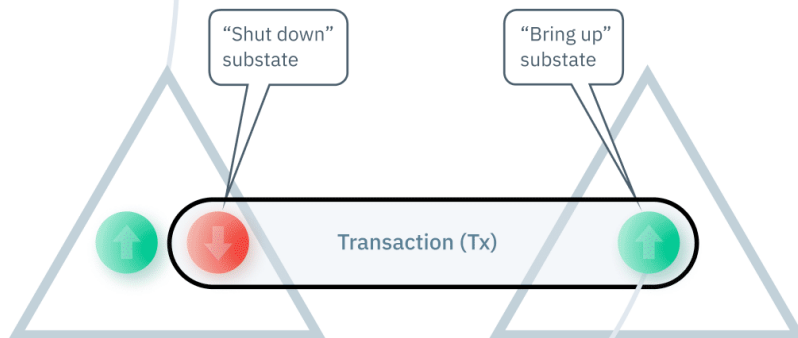 “Shut down”
substate
“Bring up”
substate
Transaction (Tx)